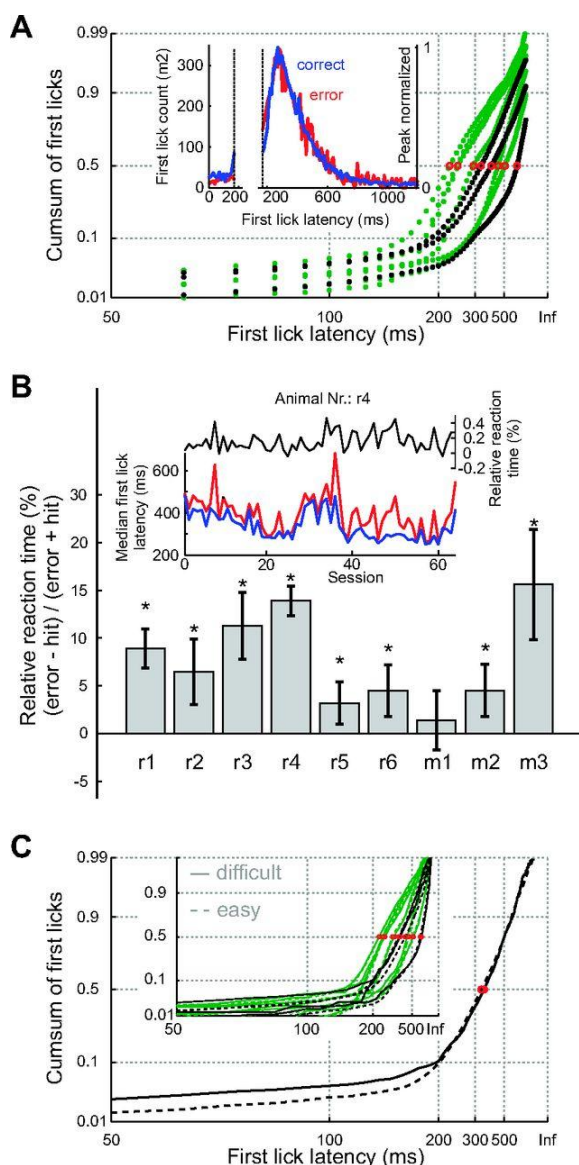 A
0.99
0.9
0.5
0.1
0.01
Cumsum of first licks
50
100
200
300
500
Inf
First lick latency (ms)
First lick count (m2)
300
200
100
0
0
200
200
600
1000
First lick latency (ms)
correct
error
Peak normalized
1
0
B
Relative reaction time (%)
(error - hit) / (error + hit)
30
20
15
10
5
0
-5
r1
r2
r3
r4
r5
r6
m1
m2
m3
*
*
*
*
*
*
*
*
Animal Nr.: r4
0.4
0.2
0
-0.2
Relative reaction
time (%)
Median first lick
latency (ms)
600
400
200
0
20
40
60
Session
C
0.99
0.9
0.5
0.1
0.01
Cumsum of first licks
50
100
200
300
500
Inf
First lick latency (ms)
difficult
easy
0.9
0.5
0.1
0.01
50
100
200
500
Inf